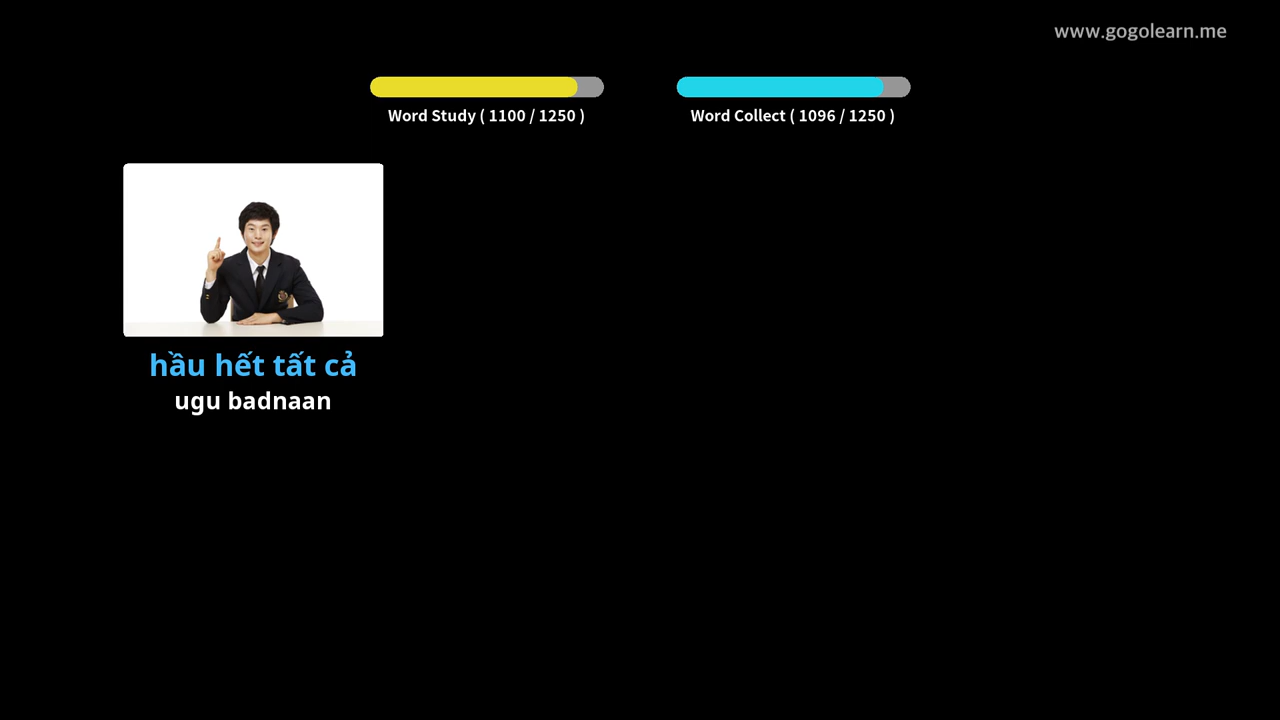 www.gogolearn.me
Word Study ( 1100 / 1250 )
Word Collect ( 1096 / 1250 )
hầu hết tất cả
ugu badnaan